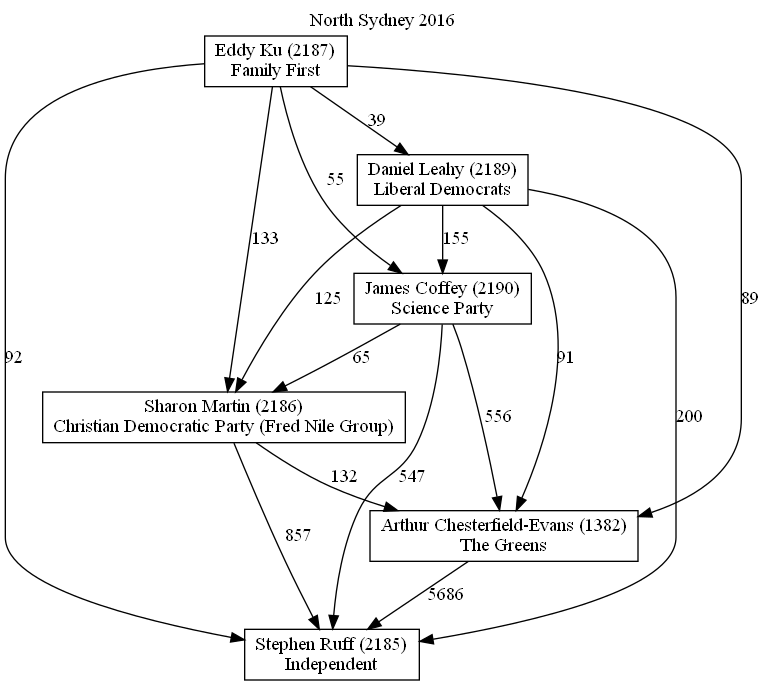 North Sydney 2016
Eddy Ku (2187)
Family First
39
Daniel Leahy (2189)
Liberal Democrats
55
133
155
James Coffey (2190)
Science Party
125
89
92
65
91
Sharon Martin (2186)
Christian Democratic Party (Fred Nile Group)
556
200
132
547
Arthur Chesterfield-Evans (1382)
The Greens
857
5686
Stephen Ruff (2185)
Independent